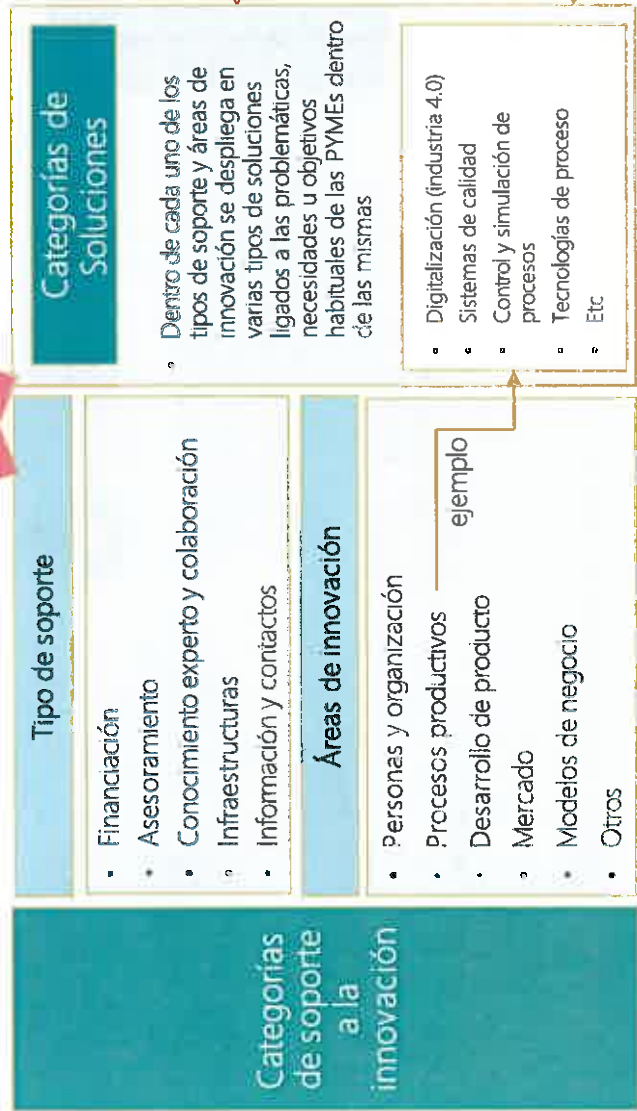 Categorías
de soporte
a la
innovación
Tipo de soporte
• Financiación
• Asesoramiento
• Conocimiento experto y colaboración
• Infraestructuras
• Información y contactos
Áreas de innovación
• Personas y organización
• Procesos productivos
• Desarrollo de producto
• Mercado
• Modelos de negocio
• Otros
ejemplo
Categorías de
Soluciones
• Dentro de cada uno de los
tipos de soporte y áreas de
innovación se despliega en
varias tipos de soluciones
ligados a las problemáticas,
necesidades u objetivos
habituales de las PYMEs dentro
de las mismas
• Digitalización (industria 4.0)
• Sistemas de calidad
• Control y simulación de
procesos
• Tecnologías de proceso
• Etc